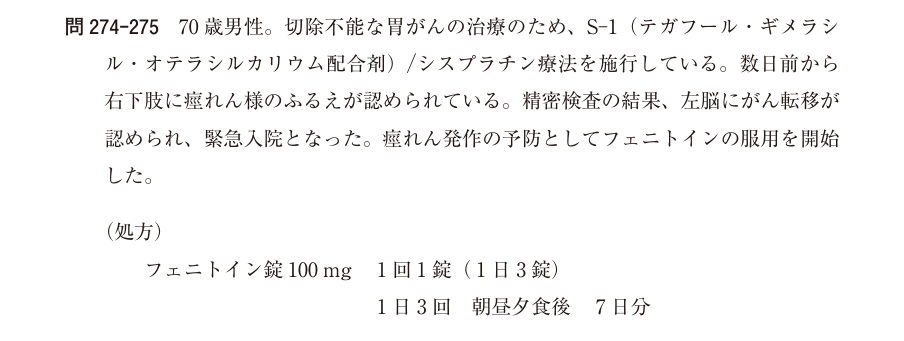 問 274-275 70 歳男性。切除不能な胃がんの治療のため、S-1（テガフール・ギメラシ
ル・オテラシルカリウム配合剤）/シスプラチン療法を施行している。数日前から
右下肢に痙れん様のふるえが認められている。精密検査の結果、左脳にがん転移が
認められ、緊急入院となった。痙れん発作の予防としてフェニトインの服用を開始
した。
（処方）
フェニトイン錠 100 mg 1 回 1 錠（1 日 3 錠）
1 日 3 回 朝昼夕食後 7 日分